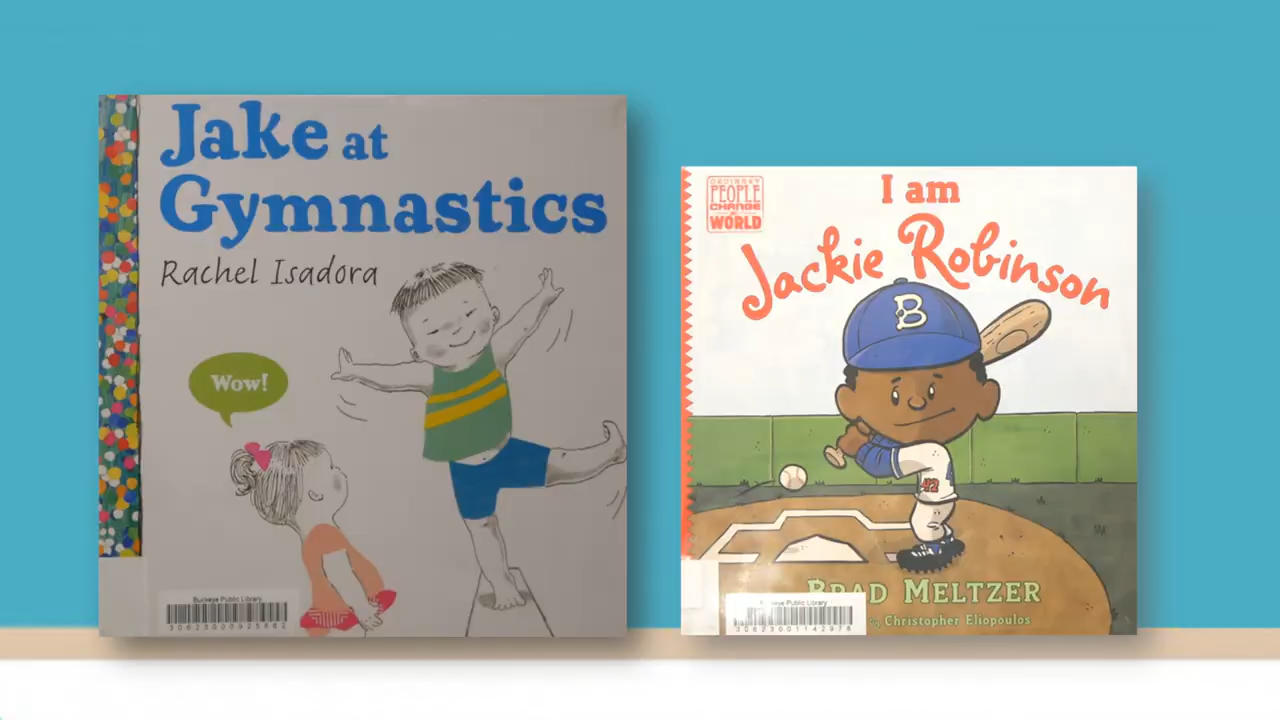 Jake at
Gymnastics
Rachel Isadora
Wow!
Buckeye Public Library
ORDINARY
PEOPLE
CHANGE
WORLD
I am
Jackie Robinson
B
42
BRAD MELTZER
Christopher Eliopoulos
Buckeye Public Library